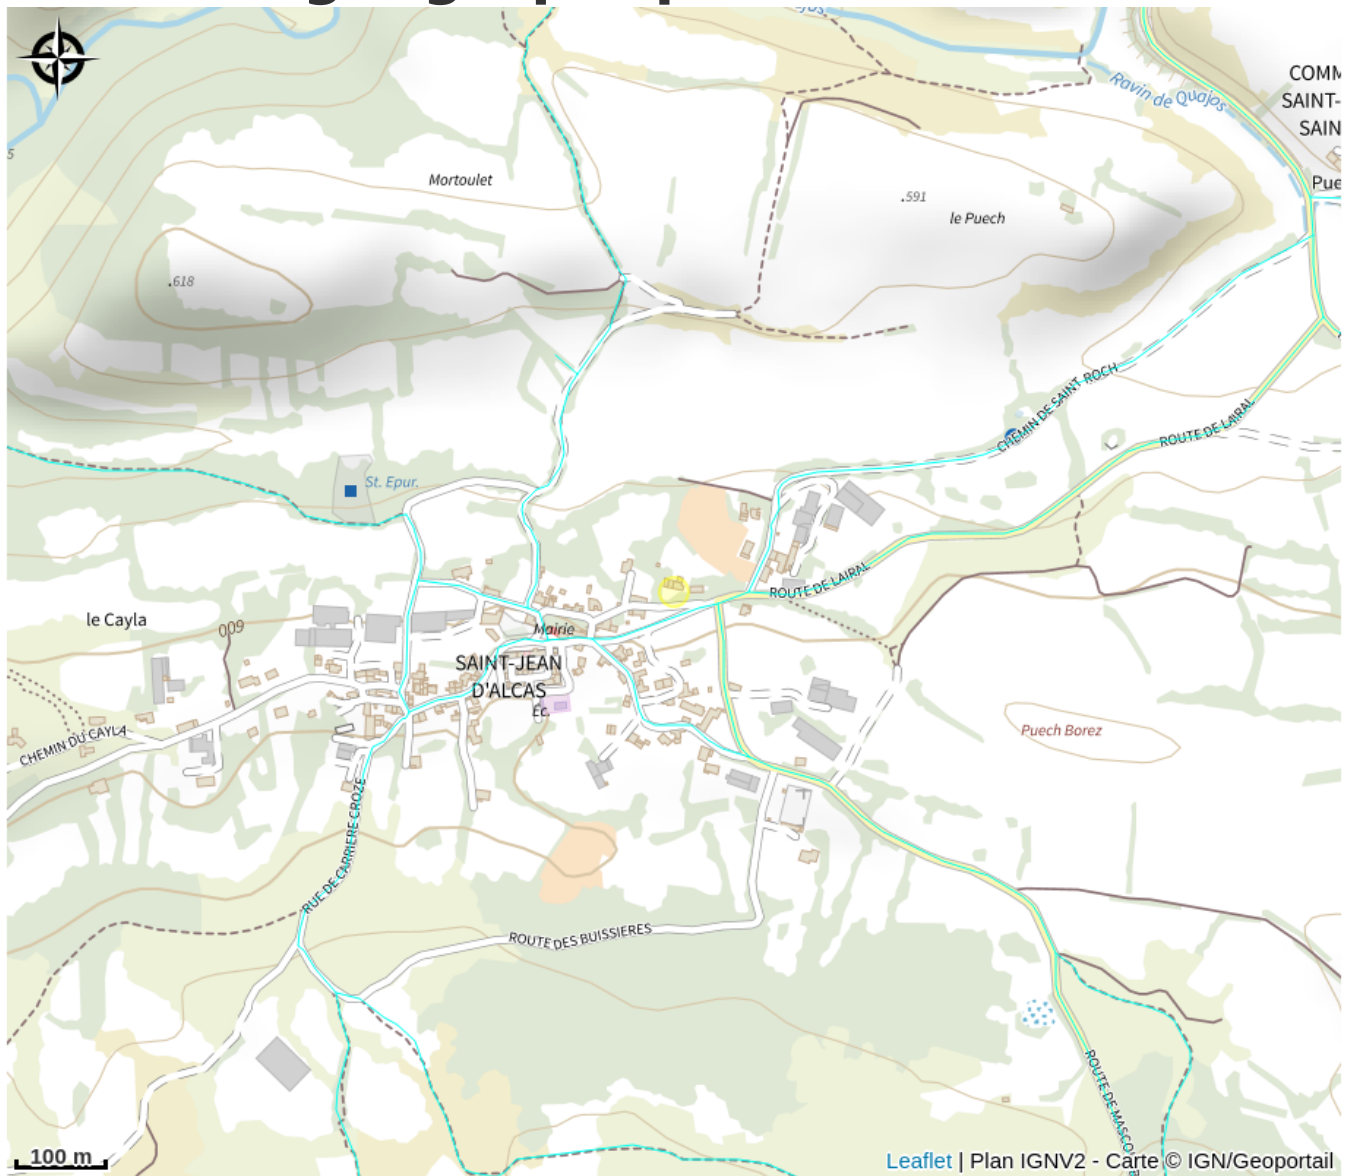 Ravin de Quajos
COMM
SAINT-
SAIN
5
Mortoulet
Pue
.591
le Puech
.618
CHEMIN DE SAINT ROCH
ROUTE DE LAIRAL
St. Epur.
ROUTE DE LAIRAL
le Cayla
600
Mairie
SAINT-JEAN
D'ALCAS
Ec.
CHEMIN DU CAYLA
Puech Borez
RUE DE CARRIERE CROZE
ROUTE DES BUISSIERES
ROUTE DE MASCO
100 m
Leaflet | Plan IGNV2 - Carte © IGN/Geoportail